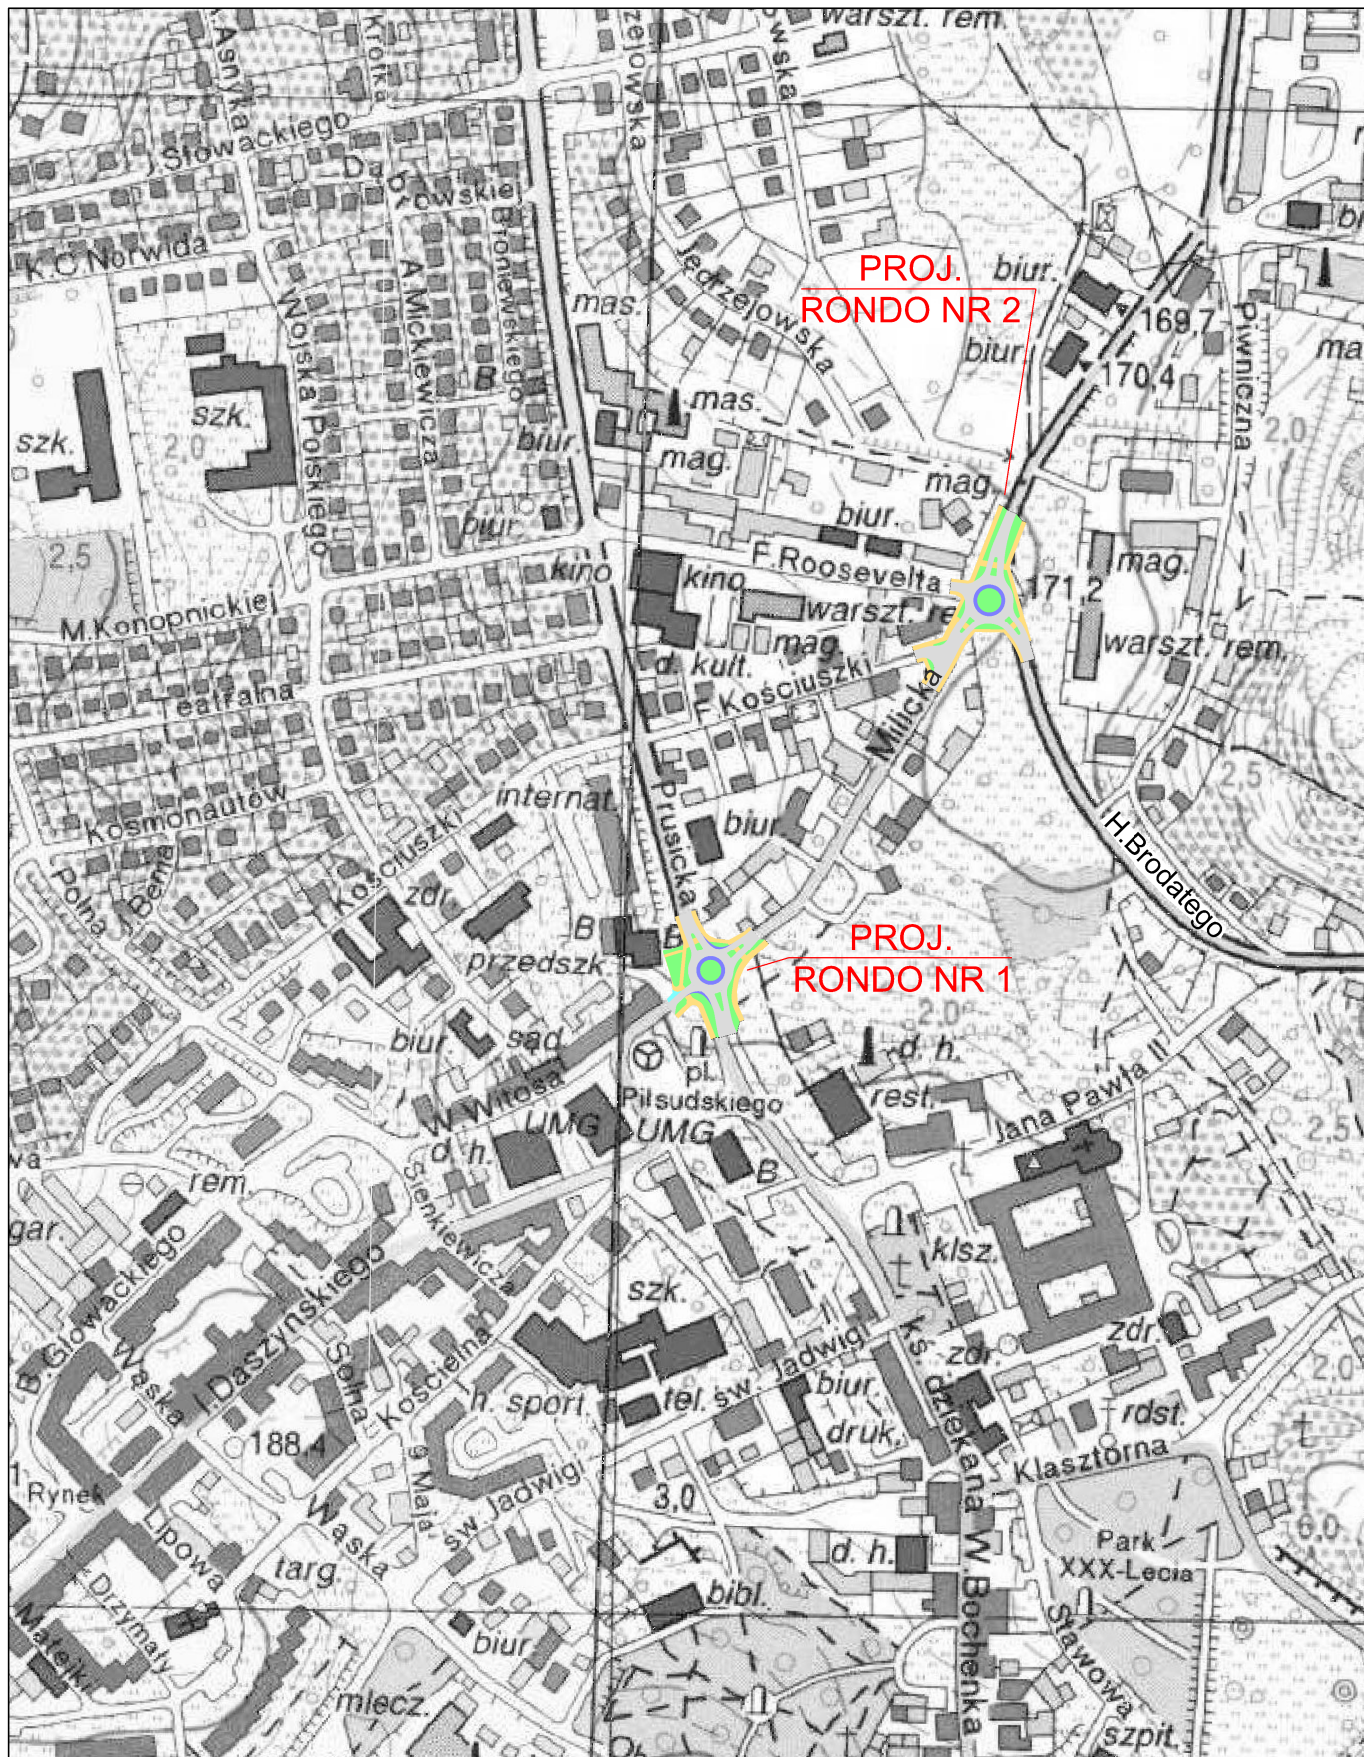 warszt. rem.
Asnyka
Krótka
J.Słowackiego
K.C.Norwida
Wojska Polskiego
A.Mickiewicza
Broniewskiego
Jędrzejowska
mas.
PROJ.
RONDO NR 2
biur.
biur.
169,7
170,4
Piwniczna
szk.
szk.
2,0
2,0
2,5
B
biur.
biur.
mas.
mag.
mag.
biur.
F.Roosevelta
171,2
mag.
kino
kino
warszt. re
mag.
warszt. rem.
d. kult.
M.Konopnickiej
Teatralna
T.Kościuszki
Milicka
Kosmonautów
internat.
Prusicka
biur.
2,5
H.Brodatego
Polna
J.Bema
Kościuszki
zdr.
B
B
przedszk.
PROJ.
RONDO NR 1
2,0
biur.
sąd.
d. h.
pl.
Piłsudskiego
rest.
W.Witosa
UMG
UMG
d. h.
B
Jana Pawła II
2,5
rem.
Sienkiewicza
gar.
B.Głowackiego
klsz.
szk.
I.Daszyńskiego
Wąska
Solna
Kościelna
h. sport.
tel.
św. Jadwigi
biur.
druk.
zdr.
zdr.
rdst.
2,0
188,4
9 Maja
św.Jadwigi
ks. dziekana W.Bochenka
Klasztorna
Rynek
Lipowa
Wąska
targ.
3,0
d. h.
Park
XXX-Lecia
6,0
Drzymały
Matejki
bibl.
biur.
mlecz.
Stawowa
szpit.